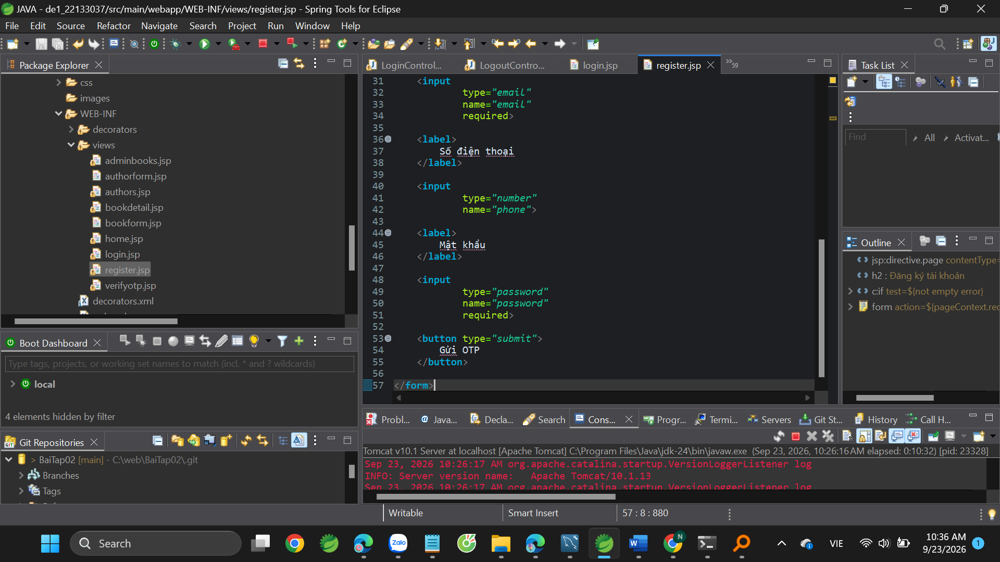 JAVA - de1_22133037/src/main/webapp/WEB-INF/views/register.jsp - Spring Tools for Eclipse
File Edit Source Refactor Navigate Search Project Run Window Help
Package Explorer
css
images
WEB-INF
decorators
views
adminbooks.jsp
authorform.jsp
authors.jsp
bookdetail.jsp
bookform.jsp
home.jsp
login.jsp
register.jsp
verifyotp.jsp
decorators.xml
Boot Dashboard
Type tags, projects, or working set names to match (incl. * and ? wildcards)
local
4 elements hidden by filter
Git Repositories
> BaiTap02 [main] - C:\web\BaiTap02\.git
Branches
Tags
LoginControl... LogoutContro... login.jsp register.jsp »59
31 <input
32 type="email"
33 name="email"
34 required>
35
36 <label>
37 Số điện thoại
38 </label>
39
40 <input
41 type="number"
42 name="phone">
43
44 <label>
45 Mật khẩu
46 </label>
47
48 <input
49 type="password"
50 name="password"
51 required>
52
53 <button type="submit">
54 Gửi OTP
55 </button>
56
57 </form>
Task List
Find All Activat...
Outline
jsp:directive.page contentType=
h2 : Đăng ký tài khoản
c:if test=${not empty error}
form action=${pageContext.rec
Probl... Java... Decla... Search Cons... Progr... Termi... Servers Git St... History Call H...
Tomcat v10.1 Server at localhost [Apache Tomcat] C:\Program Files\Java\jdk-24\bin\javaw.exe (Sep 23, 2026, 10:26:16 AM elapsed: 0:10:32) [pid: 23328]
Sep 23, 2026 10:26:17 AM org.apache.catalina.startup.VersionLoggerListener log
INFO: Server version name: Apache Tomcat/10.1.13
Sep 23, 2026 10:26:17 AM org.apache.catalina.startup.VersionLoggerListener log
Writable Smart Insert 57 : 8 : 880
Search
Zalo
N
VIE
10:36 AM
9/23/2026
1